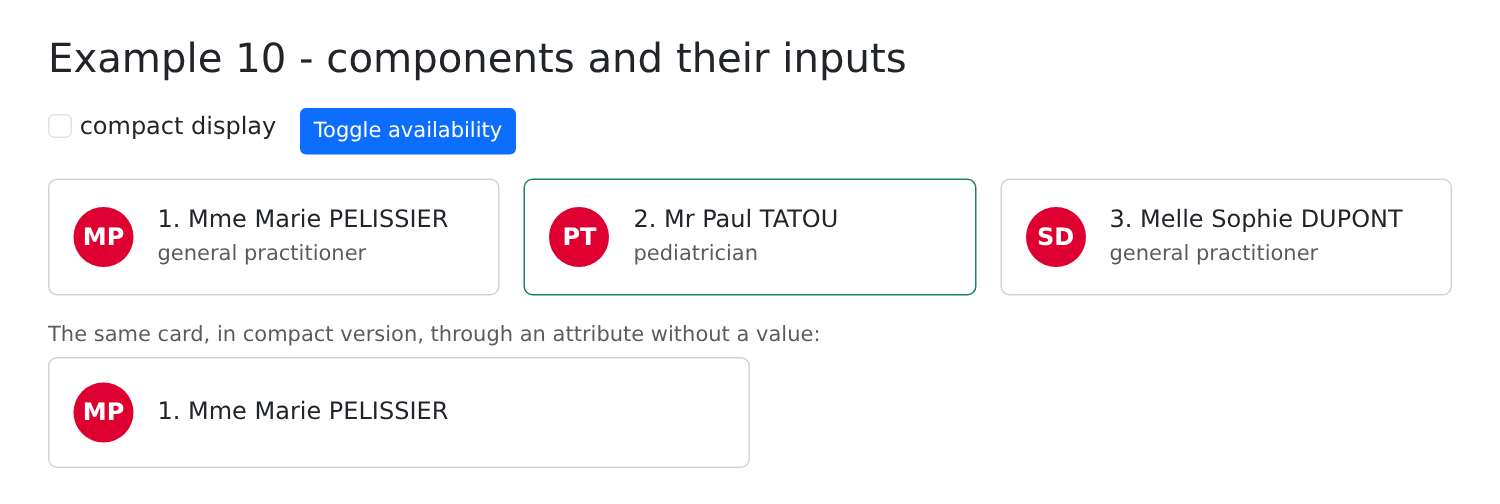 Example 10 - components and their inputs
compact display
Toggle availability
MP
1. Mme Marie PELISSIER
general practitioner
PT
2. Mr Paul TATOU
pediatrician
SD
3. Melle Sophie DUPONT
general practitioner
The same card, in compact version, through an attribute without a value:
MP
1. Mme Marie PELISSIER